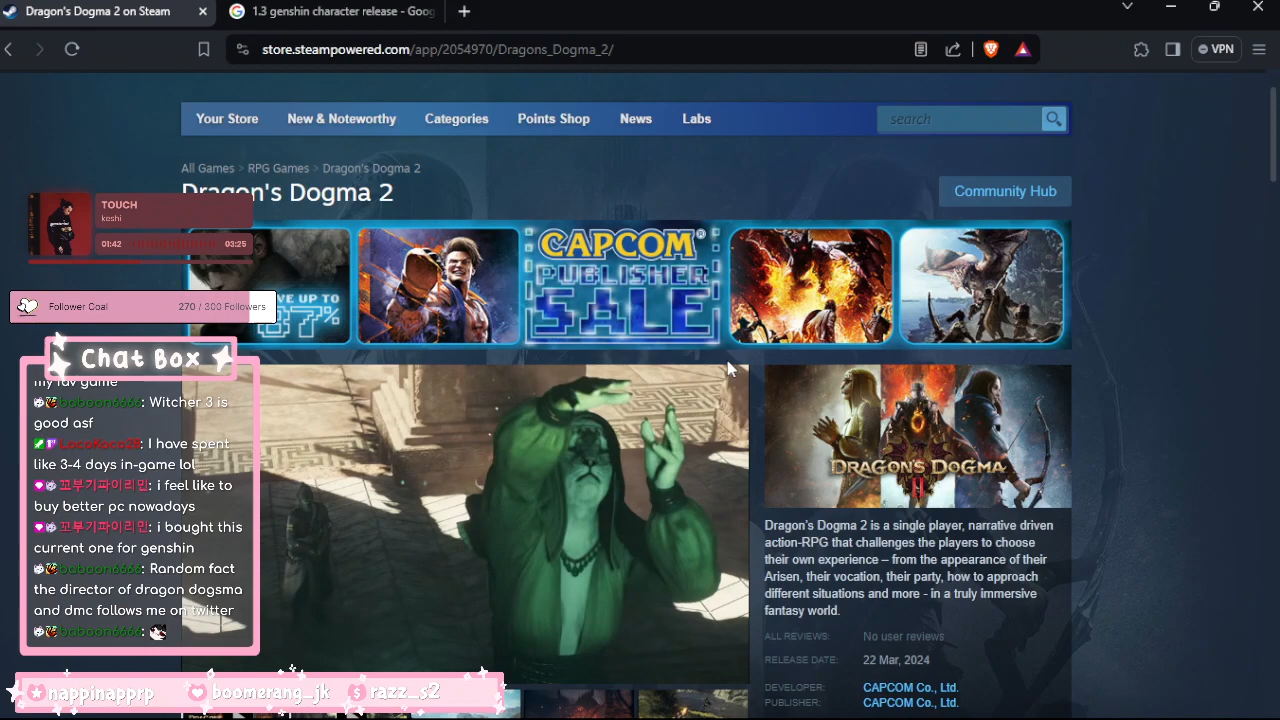 Dragon's Dogma 2 on Steam
1.3 genshin character release - Goog
store.steampowered.com/app/2054970/Dragons_Dogma_2/
VPN
Your Store
New & Noteworthy
Categories
Points Shop
News
Labs
search
All Games > RPG Games > Dragon's Dogma 2
Dragon's Dogma 2
Community Hub
TOUCH
keshi
01:42
03:25
VE UP TO
87%
CAPCOM
PUBLISHER
SALE
Follower Goal
270 / 300 Followers
Chat Box
my luv game
baboon6666: Witcher 3 is
good asf
LocoKoco28: I have spent
like 3-4 days in-game lol
꼬부기파이리민: i feel like to
buy better pc nowadays
꼬부기파이리민: i bought this
current one for genshin
baboon6666: Random fact
the director of dragon dogsma
and dmc follows me on twitter
baboon6666:
DRAGON'S DOGMA
II
Dragon's Dogma 2 is a single player, narrative driven
action-RPG that challenges the players to choose
their own experience – from the appearance of their
Arisen, their vocation, their party, how to approach
different situations and more - in a truly immersive
fantasy world.
ALL REVIEWS: No user reviews
RELEASE DATE: 22 Mar, 2024
DEVELOPER: CAPCOM Co., Ltd.
PUBLISHER: CAPCOM Co., Ltd.
nappinapprp
boomerang_jk
razz_s2